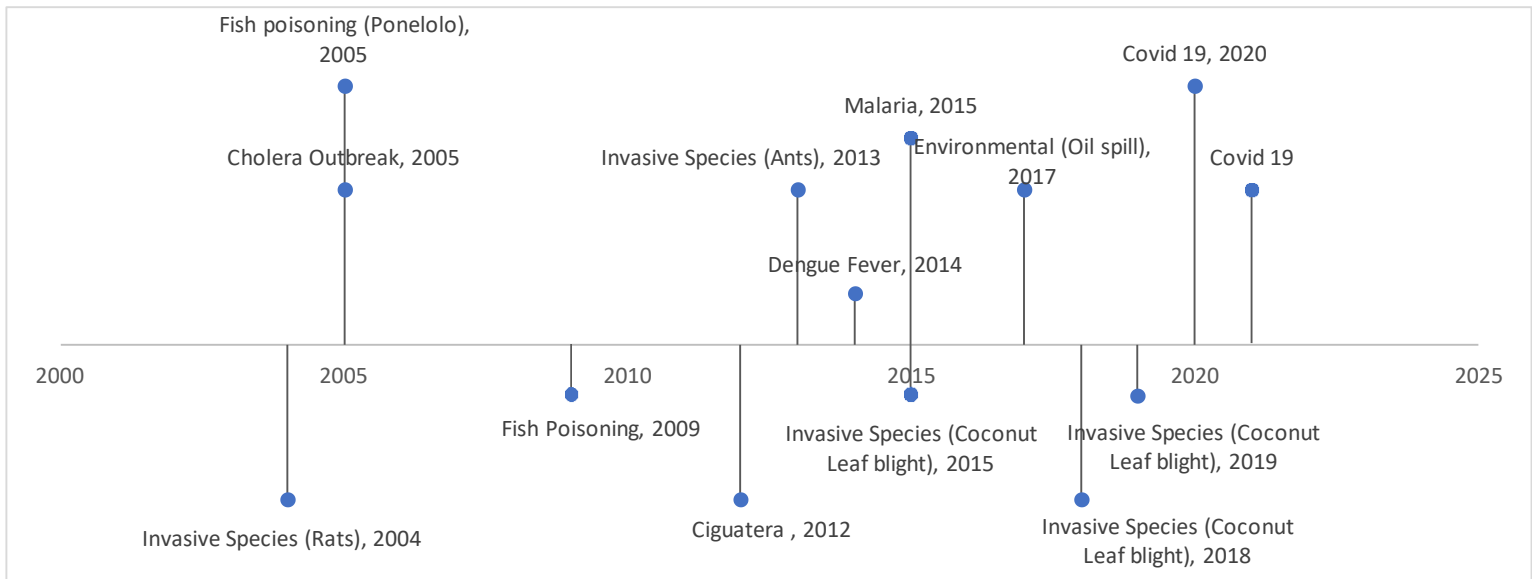 Fish poisoning (Ponelolo),
2005
Covid 19, 2020
Malaria, 2015
Cholera Outbreak, 2005
Invasive Species (Ants), 2013
Environmental (Oil spill),
2017
Covid 19
Dengue Fever, 2014
2000
2005
2010
2015
2020
2025
Fish Poisoning, 2009
Invasive Species (Coconut
Leaf blight), 2015
Invasive Species (Coconut
Leaf blight), 2019
Invasive Species (Rats), 2004
Ciguatera , 2012
Invasive Species (Coconut
Leaf blight), 2018